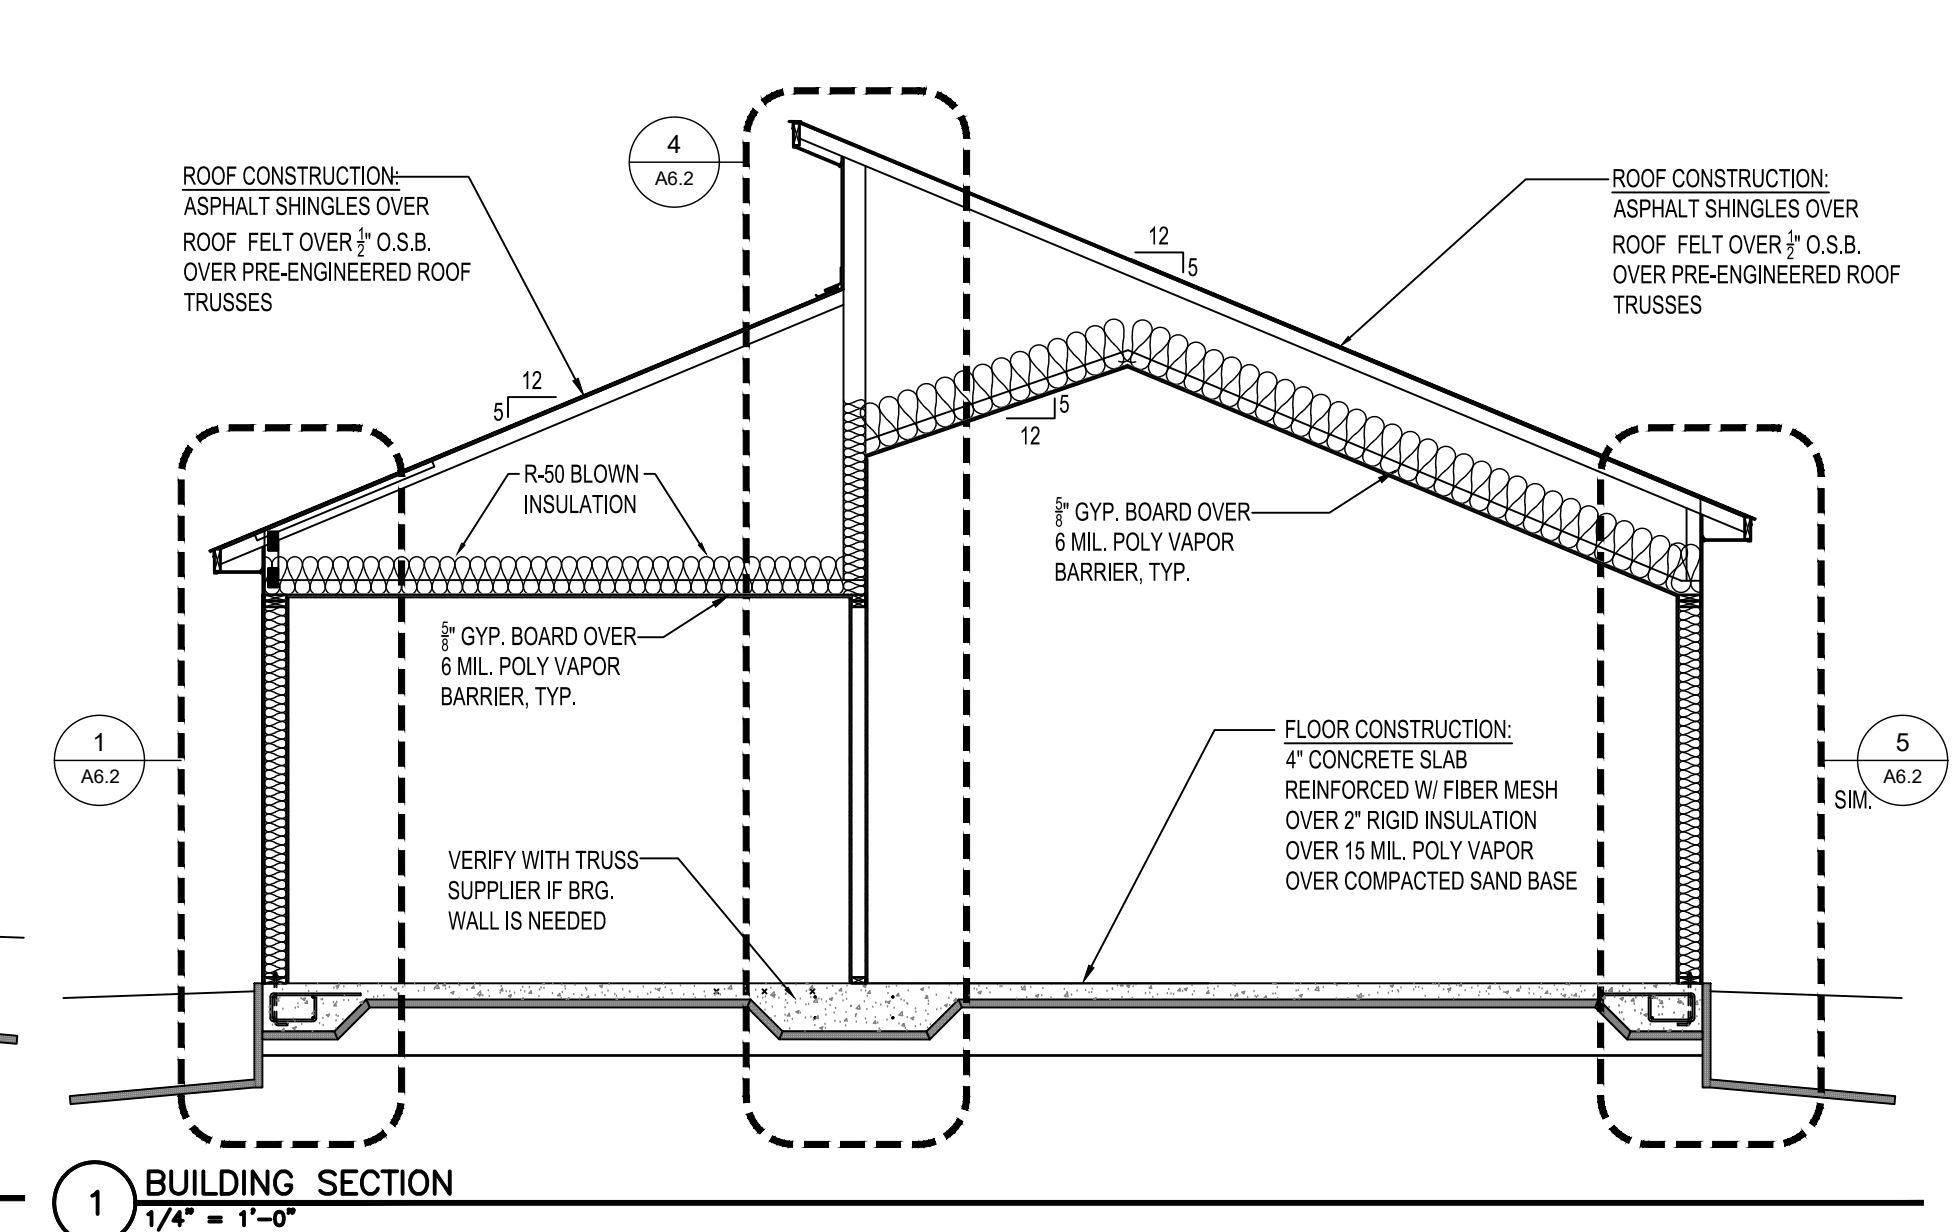 4
A6.2
ROOF CONSTRUCTION:
ASPHALT SHINGLES OVER
ROOF FELT OVER ½" O.S.B.
OVER PRE-ENGINEERED ROOF
TRUSSES
ROOF CONSTRUCTION:
ASPHALT SHINGLES OVER
ROOF FELT OVER ½" O.S.B.
OVER PRE-ENGINEERED ROOF
TRUSSES
12
5
12
5
5
12
R-50 BLOWN
INSULATION
⅝" GYP. BOARD OVER
6 MIL. POLY VAPOR
BARRIER, TYP.
⅝" GYP. BOARD OVER
6 MIL. POLY VAPOR
BARRIER, TYP.
1
A6.2
FLOOR CONSTRUCTION:
4" CONCRETE SLAB
REINFORCED W/ FIBER MESH
OVER 2" RIGID INSULATION
OVER 15 MIL. POLY VAPOR
OVER COMPACTED SAND BASE
5
A6.2
SIM.
VERIFY WITH TRUSS
SUPPLIER IF BRG.
WALL IS NEEDED
1
BUILDING SECTION
1/4" = 1'-0"